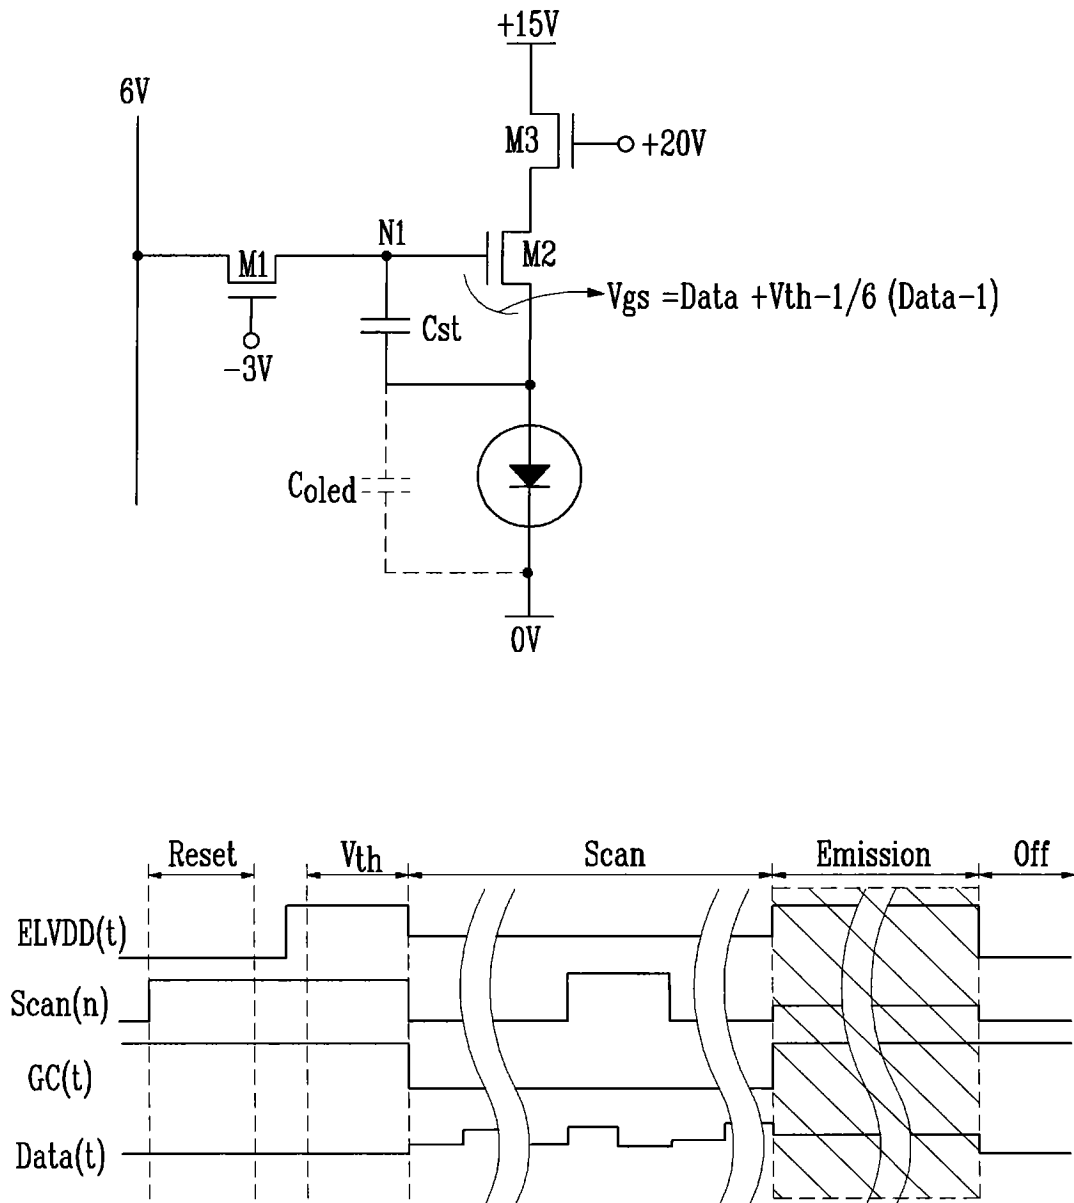 +15V
6V
M3
+20V
N1
M1
M2
Vgs =Data +Vth-1/6 (Data-1)
Cst
-3V
Coled
0V
Reset
Vth
Scan
Emission
Off
ELVDD(t)
Scan(n)
GC(t)
Data(t)